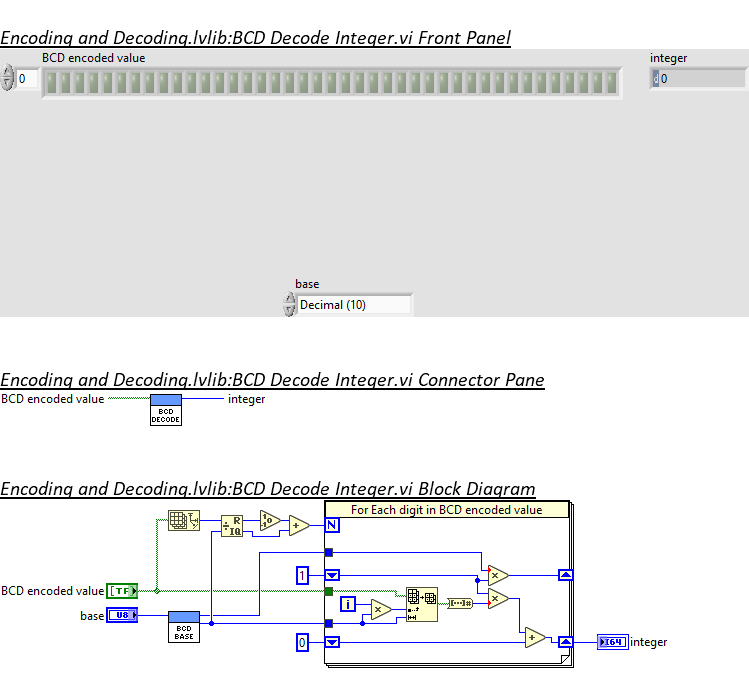 Encoding and Decoding.lvlib:BCD Decode Integer.vi Front Panel
BCD encoded value
integer
0
d 0
base
Decimal (10)
Encoding and Decoding.lvlib:BCD Decode Integer.vi Connector Pane
BCD encoded value
integer
BCD
DECODE
Encoding and Decoding.lvlib:BCD Decode Integer.vi Block Diagram
For Each digit in BCD encoded value
R
IQ
N
1
BCD encoded value
TF
i
base
U8
BCD
BASE
0
I64
integer